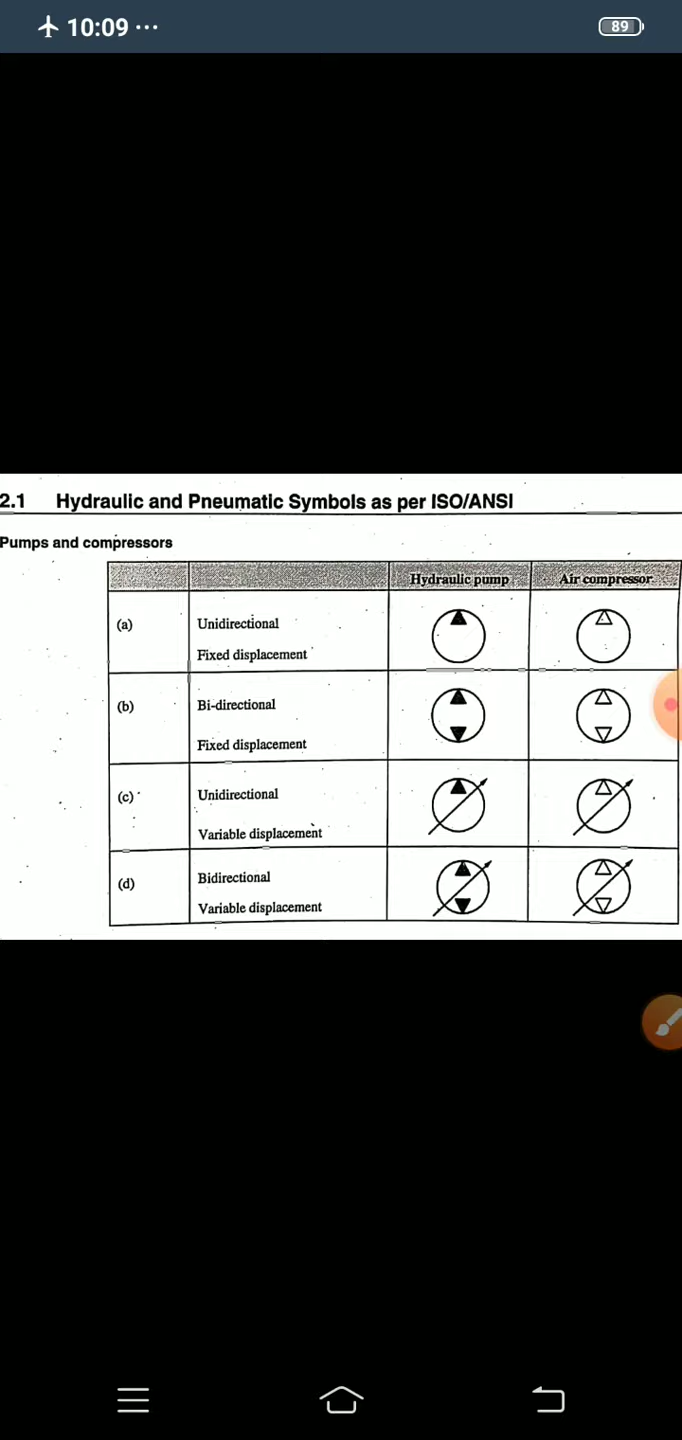 10:09 ...
89
2.1 Hydraulic and Pneumatic Symbols as per ISO/ANSI
Pumps and compressors
Hydraulic pump Air compressor
(a) Unidirectional
Fixed displacement
(b) Bi-directional
Fixed displacement
(c) Unidirectional
Variable displacement
(d) Bidirectional
Variable displacement